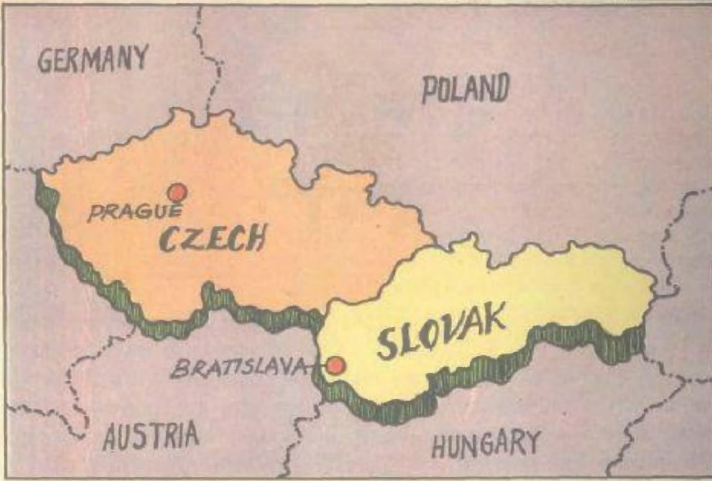 GERMANY
POLAND
PRAGUE
CZECH
SLOVAK
BRATISLAVA
AUSTRIA
HUNGARY